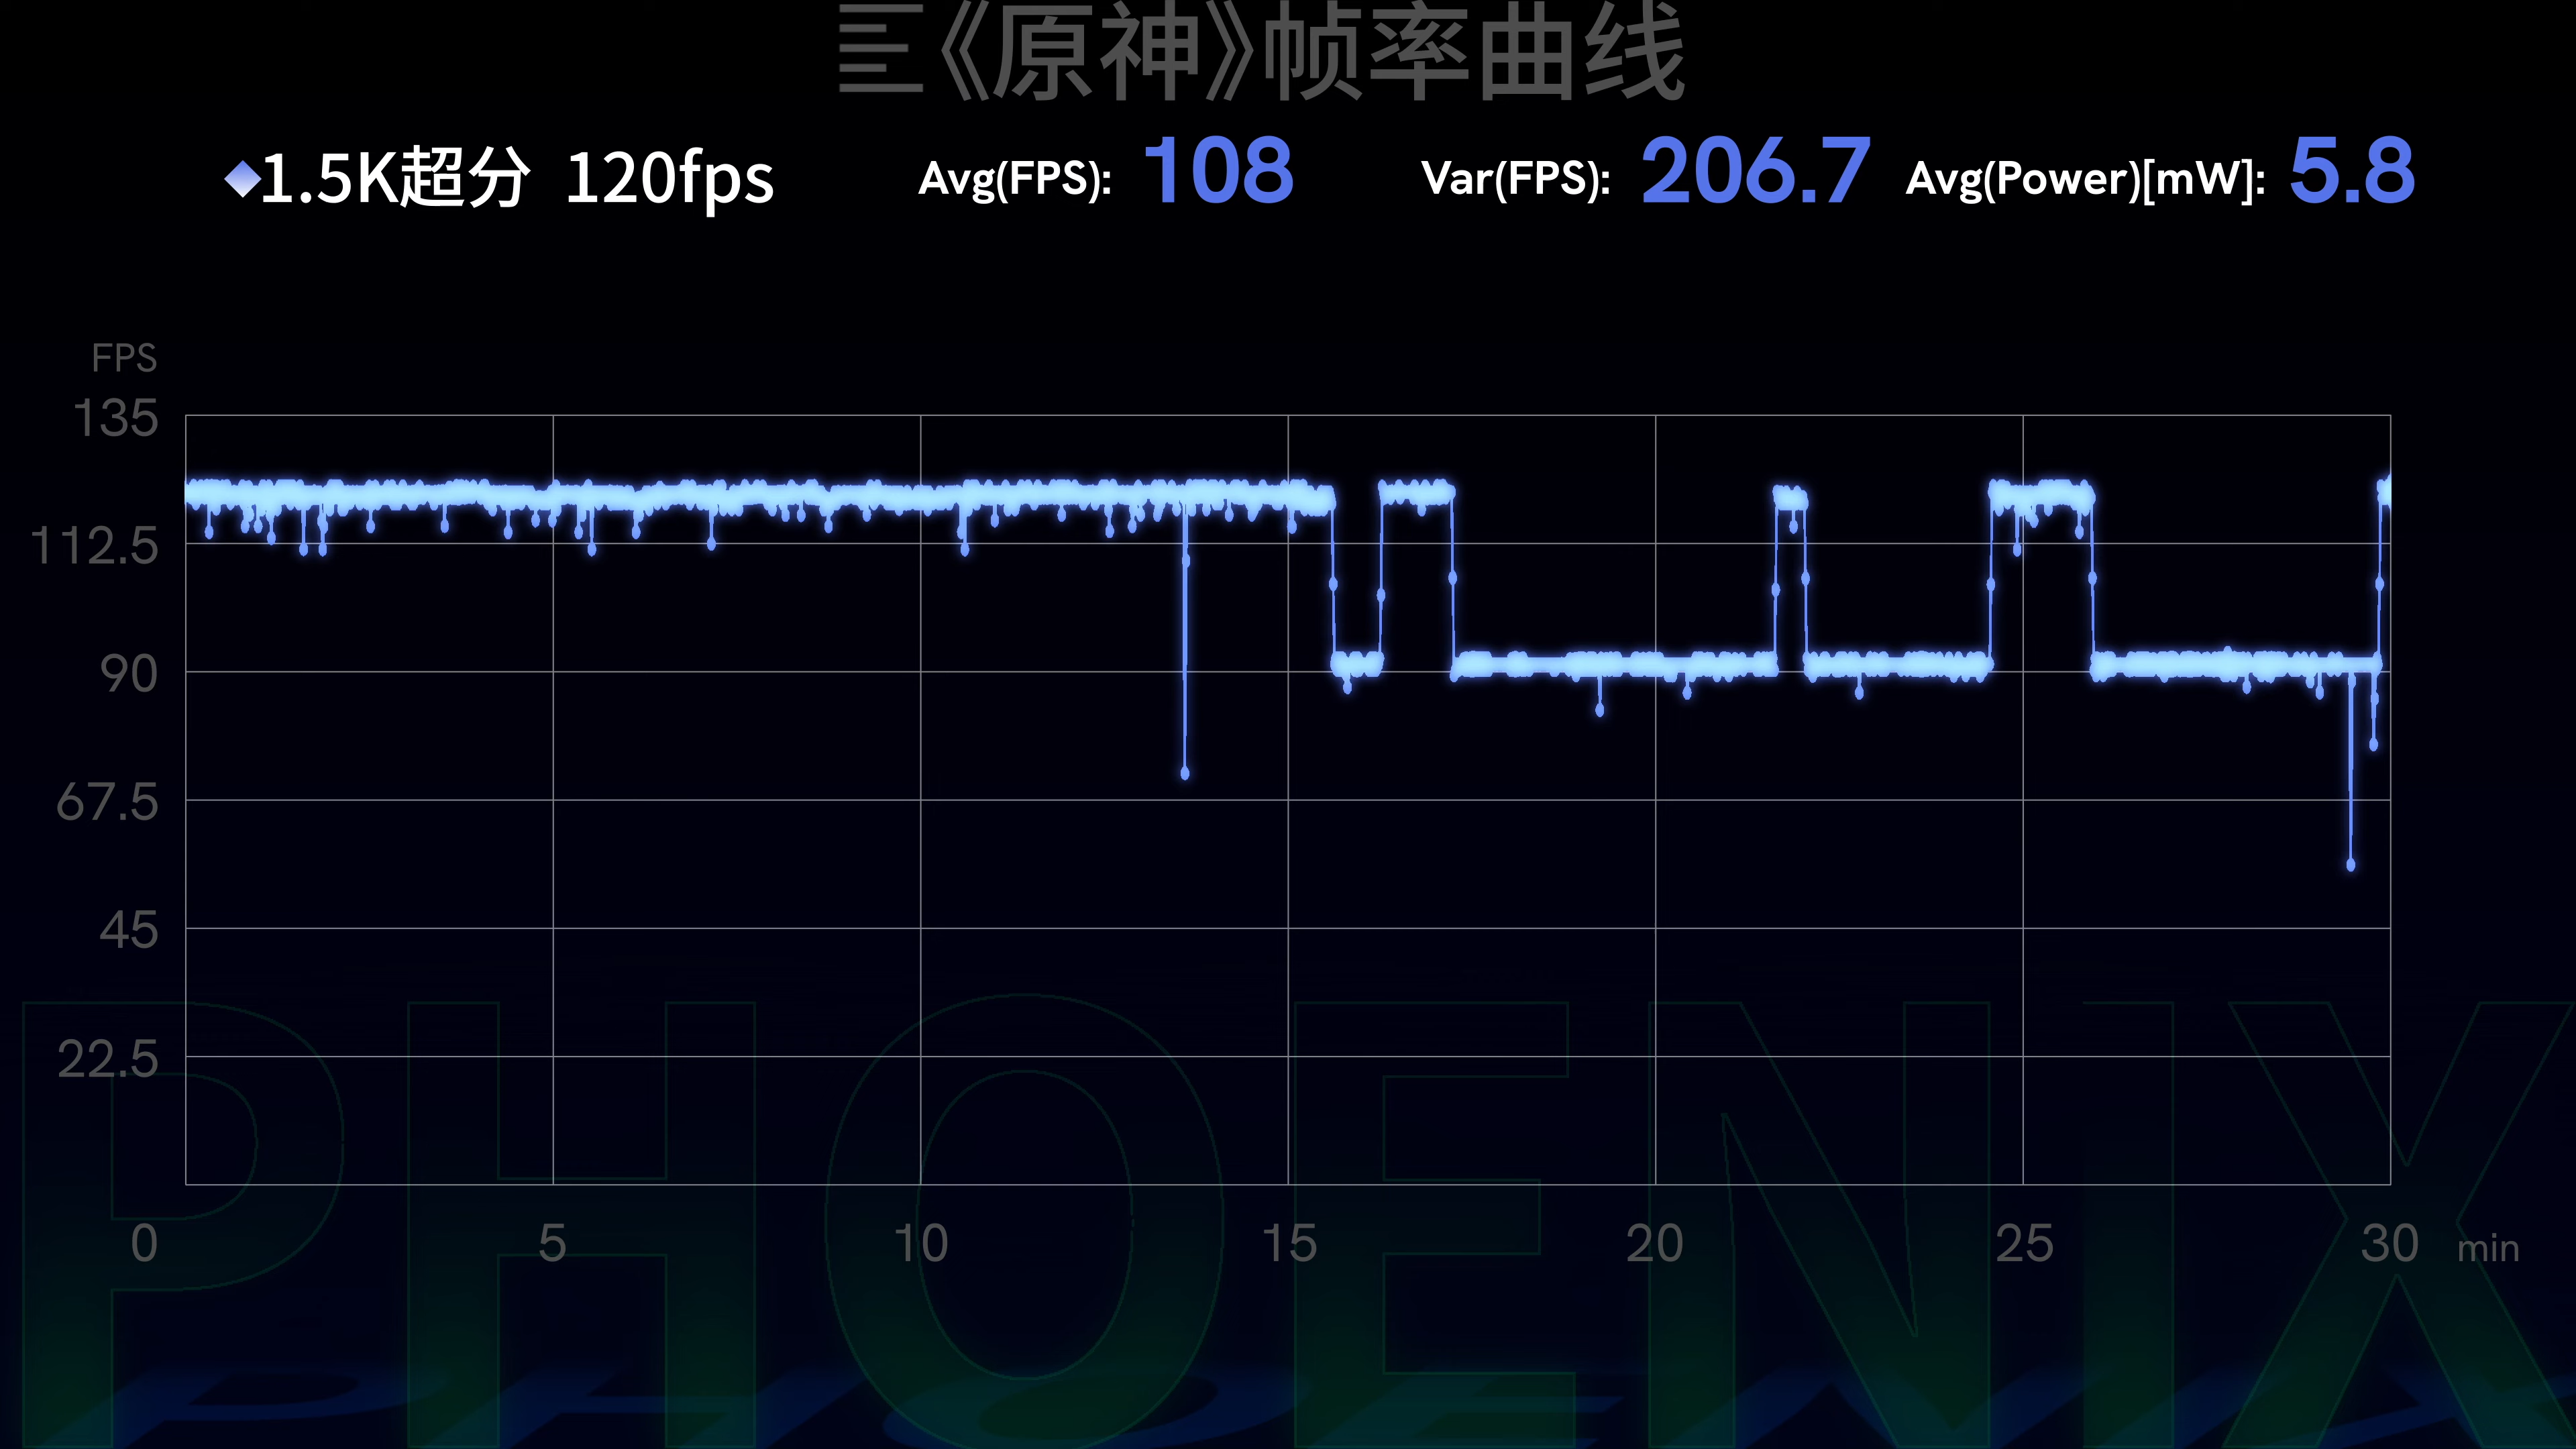 《原神》帧率曲线
1.5K超分 120fps Avg(FPS): 108 Var(FPS): 206.7 Avg(Power)[mW]: 5.8
FPS
135
112.5
90
67.5
45
22.5
0 5 10 15 20 25 30 min
PHOENIX